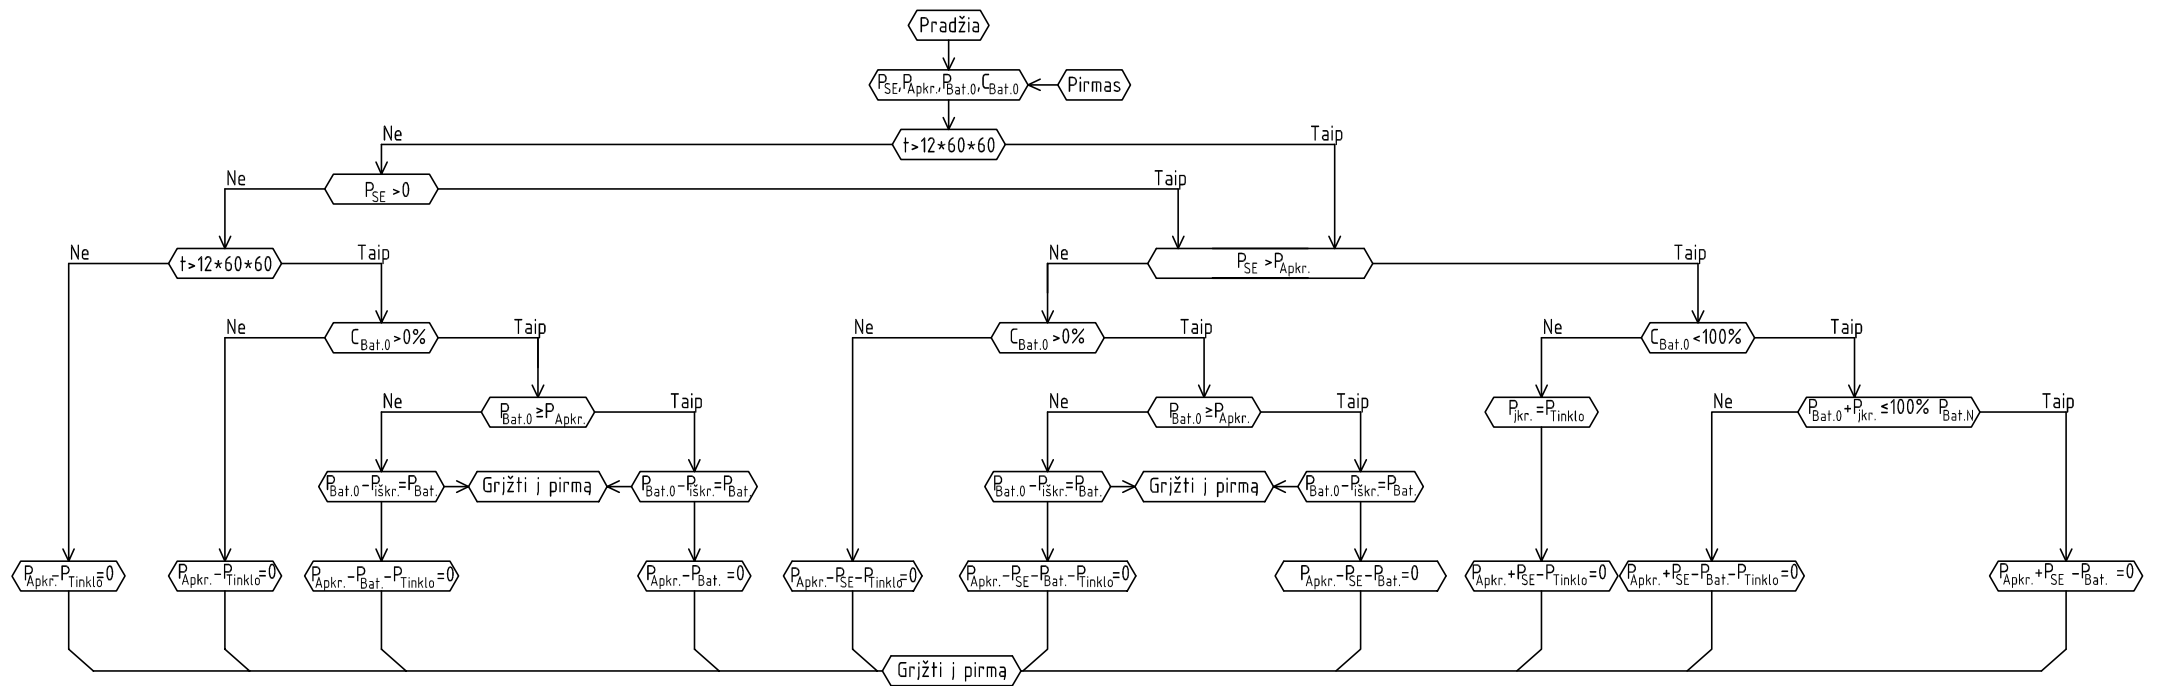 Pradžia
P_SE,P_Apkr.,P_Bat.0,C_Bat.0
Pirmas
Ne
t>12*60*60
Taip
Ne
P_SE >0
Taip
Ne
t>12*60*60
Taip
Ne
P_SE >P_Apkr.
Taip
Ne
C_Bat.0 >0%
Taip
Ne
C_Bat.0 >0%
Taip
Ne
C_Bat.0 <100%
Taip
Ne
P_Bat.0 ≥P_Apkr.
Taip
Ne
P_Bat.0 ≥P_Apkr.
Taip
P_įkr. =P_Tinklo
Ne
P_Bat.0 +P_įkr. ≤100% P_Bat.N
Taip
P_Bat.0 -P_iškr. =P_Bat.
Grįžti į pirmą
P_Bat.0 -P_iškr. =P_Bat.
P_Bat.0 -P_iškr. =P_Bat.
Grįžti į pirmą
P_Bat.0 -P_iškr. =P_Bat.
P_Apkr. -P_Tinklo =0
P_Apkr. -P_Tinklo =0
P_Apkr. -P_Bat. -P_Tinklo =0
P_Apkr. -P_Bat. =0
P_Apkr. -P_SE -P_Tinklo =0
P_Apkr. -P_SE -P_Bat. -P_Tinklo =0
P_Apkr. -P_SE -P_Bat. =0
P_Apkr. +P_SE -P_Tinklo =0
P_Apkr. +P_SE -P_Bat. -P_Tinklo =0
P_Apkr. +P_SE -P_Bat. =0
Grįžti į pirmą